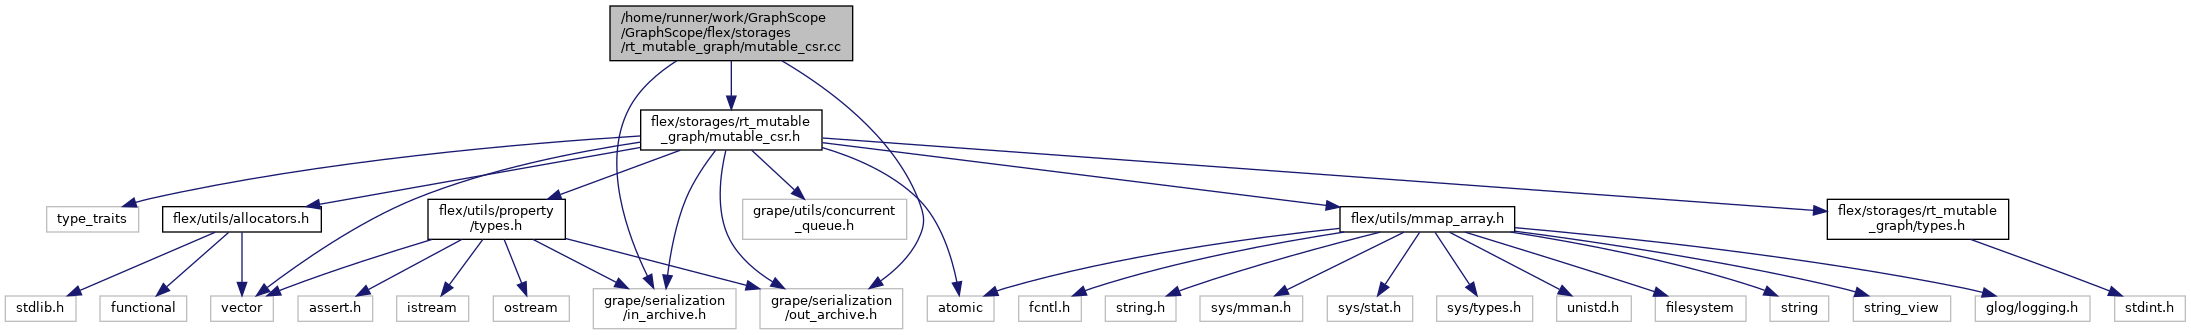 /home/runner/work/GraphScope
/GraphScope/flex/storages
/rt_mutable_graph/mutable_csr.cc
flex/storages/rt_mutable
_graph/mutable_csr.h
type_traits
flex/utils/allocators.h
flex/utils/property
/types.h
grape/utils/concurrent
_queue.h
flex/utils/mmap_array.h
flex/storages/rt_mutable
_graph/types.h
stdlib.h
functional
vector
assert.h
istream
ostream
grape/serialization
/in_archive.h
grape/serialization
/out_archive.h
atomic
fcntl.h
string.h
sys/mman.h
sys/stat.h
sys/types.h
unistd.h
filesystem
string
string_view
glog/logging.h
stdint.h